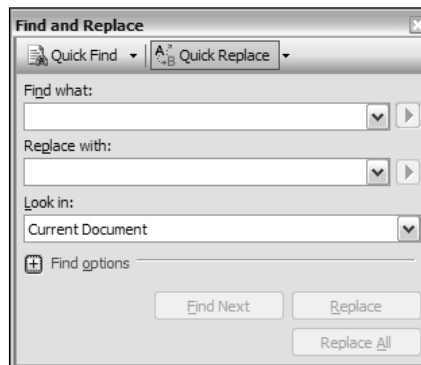 Find and Replace
Quick Find Quick Replace
Find what:
Replace with:
Look in:
Current Document
Find options
Find Next Replace
Replace All